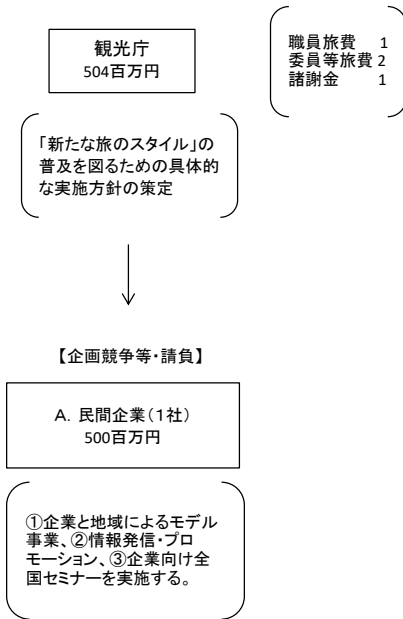 観光庁
504百万円
職員旅費　1
委員等旅費 2
諸謝金　1
「新たな旅のスタイル」の
普及を図るための具体的
な実施方針の策定
【企画競争等・請負】
A. 民間企業（1社）
500百万円
①企業と地域によるモデル
事業、②情報発信・プロ
モーション、③企業向け全
国セミナーを実施する。